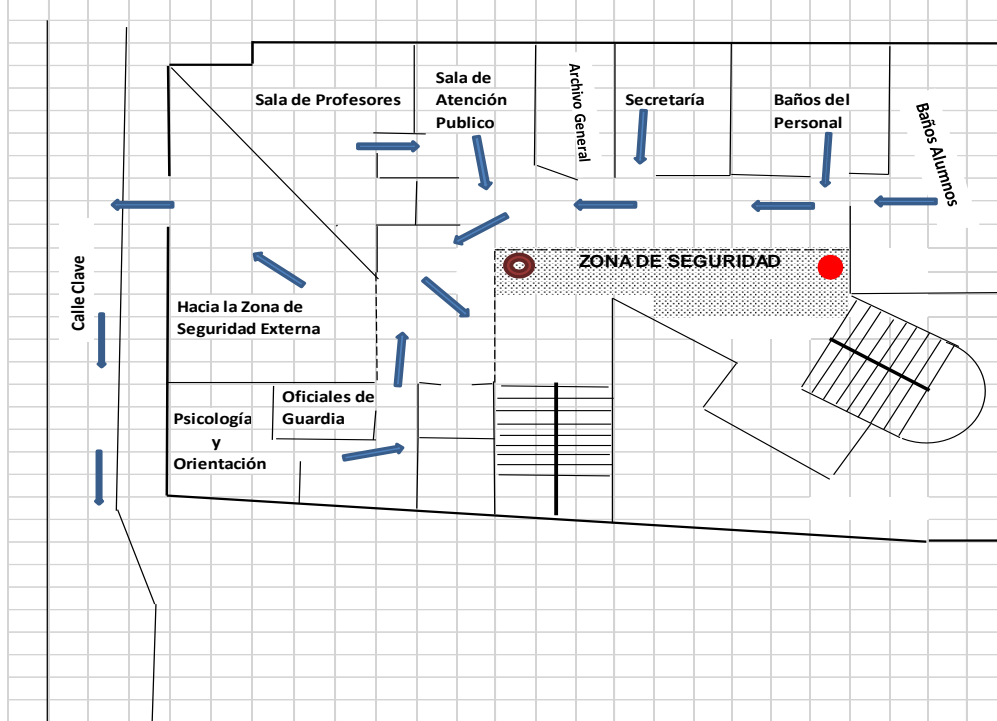 Sala de Profesores
Sala de
Atención
Publico
Archivo General
Secretaría
Baños del
Personal
Baños Alumnos
ZONA DE SEGURIDAD
Calle Clave
Hacia la Zona de
Seguridad Externa
Oficiales de
Guardia
Psicología
y
Orientación